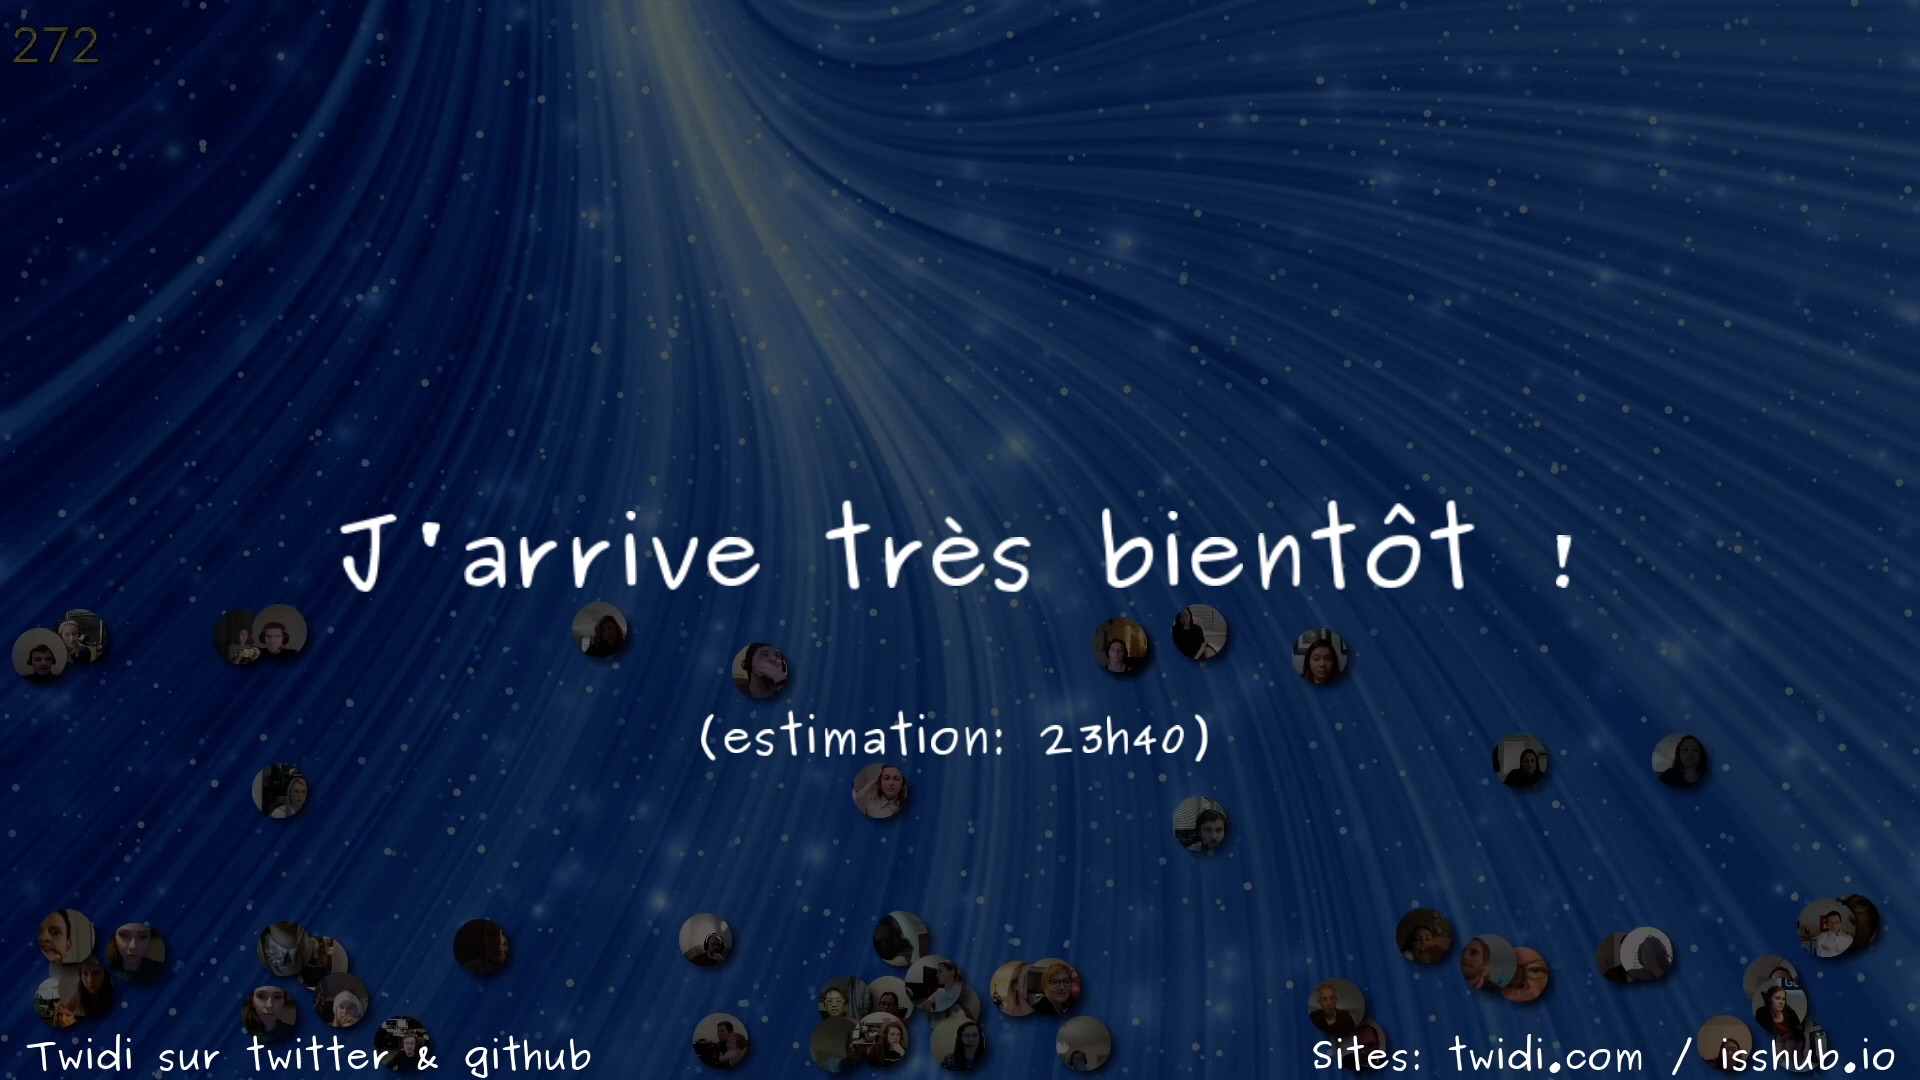 272
J'arrive très bientôt !
(estimation: 23h40)
Twidi sur twitter & github
Sites: twidi.com / isshub.io